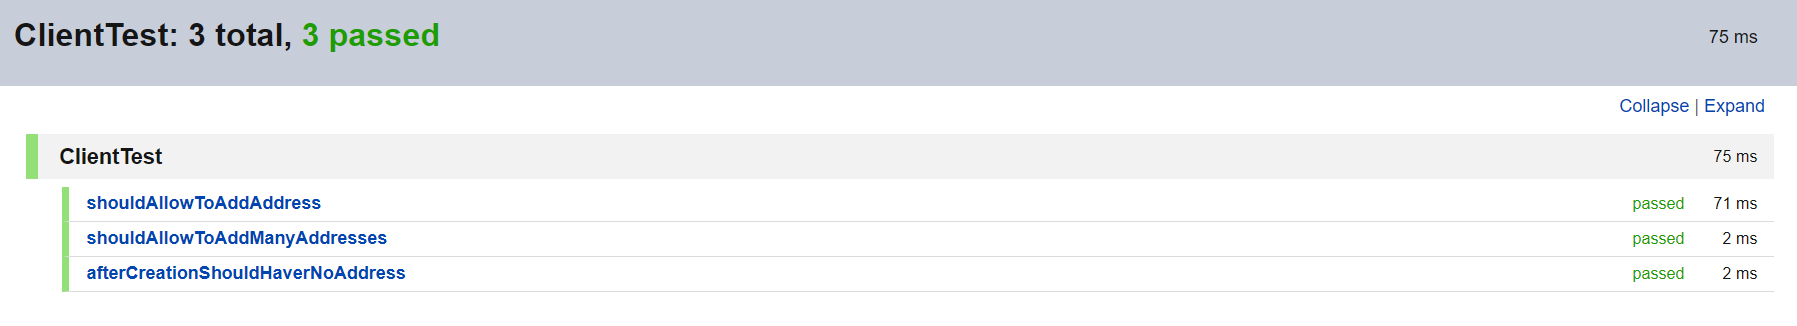 ClientTest: 3 total, 3 passed 75 ms
Collapse | Expand
ClientTest 75 ms
shouldAllowToAddAddress passed 71 ms
shouldAllowToAddManyAddresses passed 2 ms
afterCreationShouldHaverNoAddress passed 2 ms